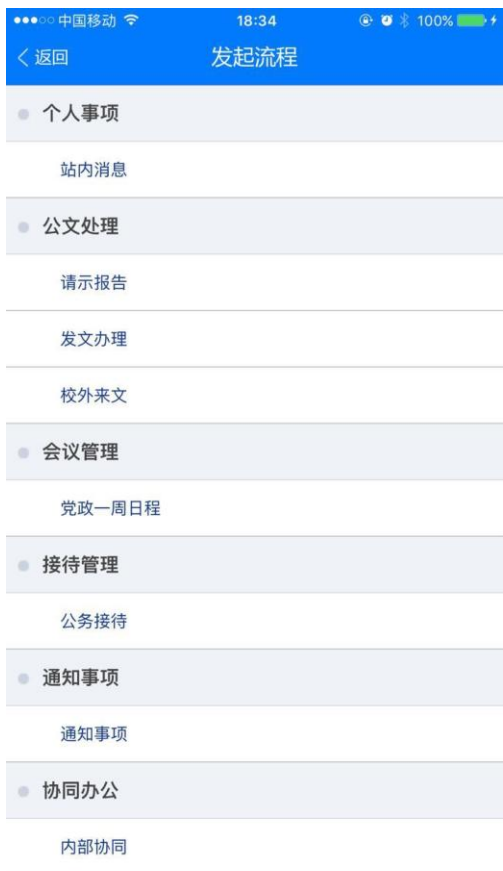 中国移动 18:34 100%
返回 发起流程
个人事项
站内消息
公文处理
请示报告
发文办理
校外来文
会议管理
党政一周日程
接待管理
公务接待
通知事项
通知事项
协同办公
内部协同